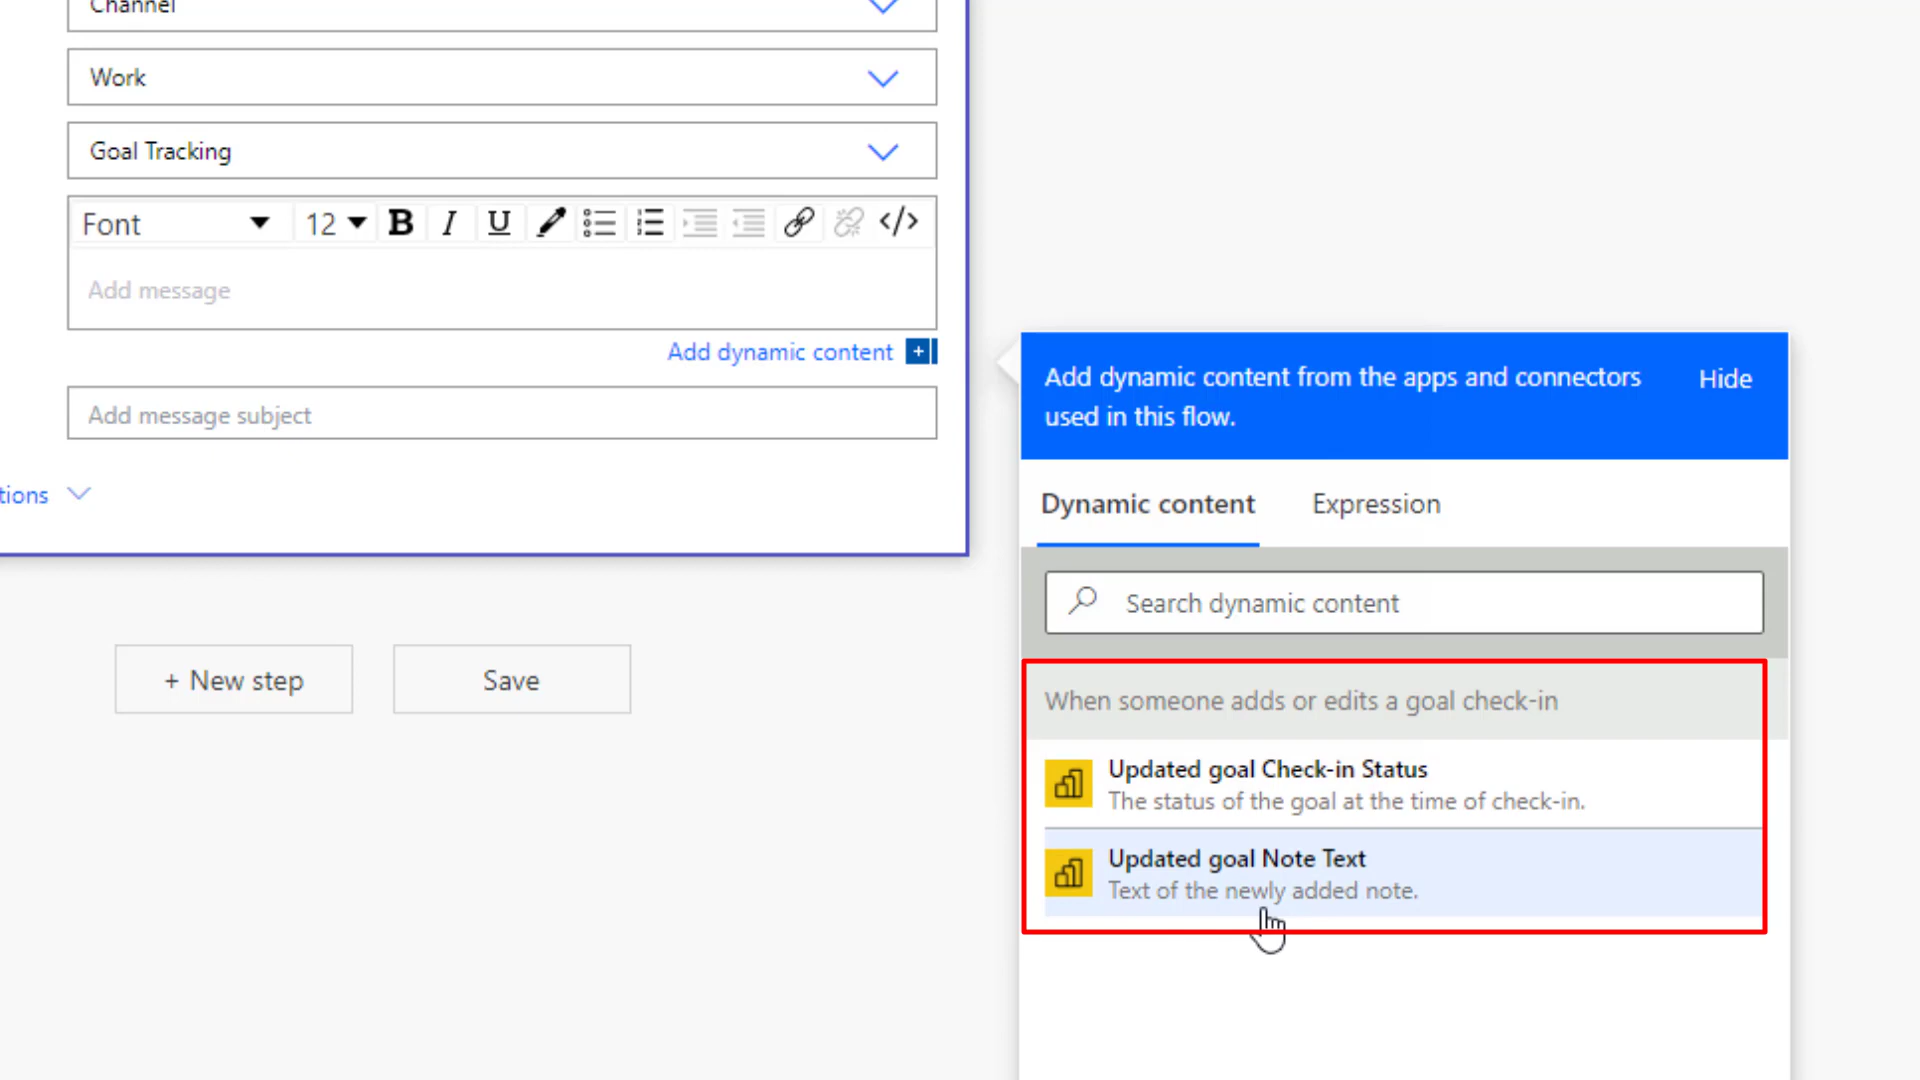 Channel
Work
Goal Tracking
Font 12 B I U </>
Add message
Add dynamic content
Add message subject
tions
+ New step
Save
Add dynamic content from the apps and connectors
used in this flow.
Hide
Dynamic content
Expression
Search dynamic content
When someone adds or edits a goal check-in
Updated goal Check-in Status
The status of the goal at the time of check-in.
Updated goal Note Text
Text of the newly added note.